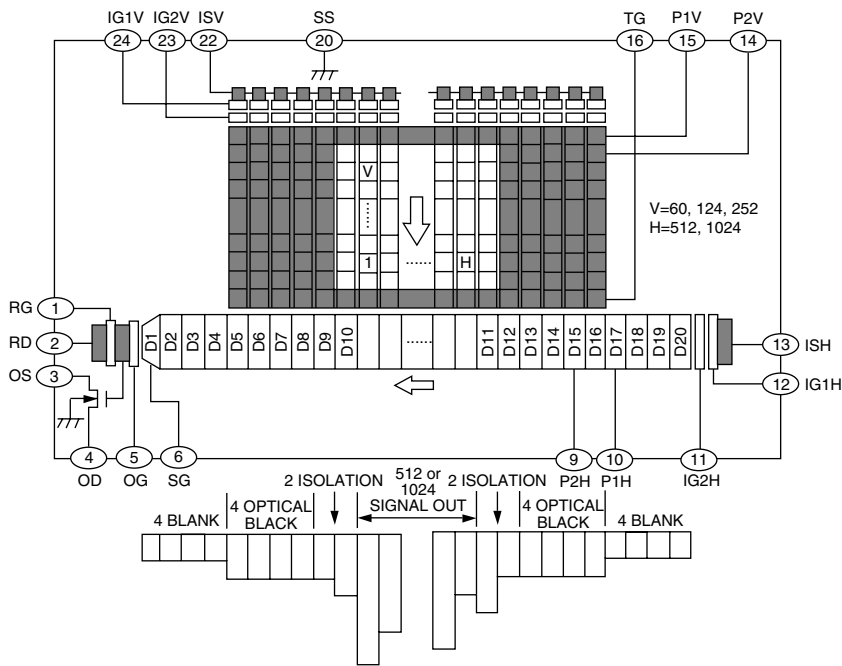 IG1V IG2V ISV SS TG P1V P2V
24 23 22 20 16 15 14
V
1 ...... H
V=60, 124, 252
H=512, 1024
RG 1
RD 2
OS 3
D1 D2 D3 D4 D5 D6 D7 D8 D9 D10 ...... D11 D12 D13 D14 D15 D16 D17 D18 D19 D20
13 ISH
12 IG1H
4 5 6 9 10 11
OD OG SG P2H P1H IG2H
4 BLANK
4 OPTICAL
BLACK
2 ISOLATION
512 or
1024
SIGNAL OUT
2 ISOLATION
4 OPTICAL
BLACK
4 BLANK